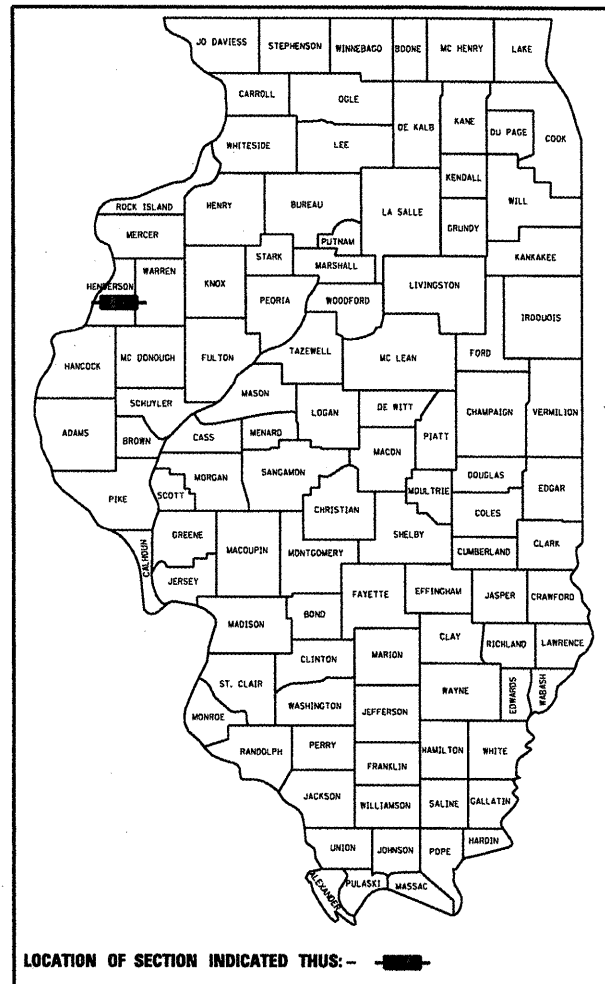 JO DAVIESS STEPHENSON WINNEBAGO BOONE MC HENRY LAKE
CARROLL OGLE DE KALB KANE DU PAGE COOK
WHITESIDE LEE
KENDALL WILL
ROCK ISLAND HENRY BUREAU LA SALLE GRUNDY
MERCER PUTNAM
STARK MARSHALL KANKAKEE
HENDERSON WARREN KNOX PEORIA WOODFORD LIVINGSTON
IROQUOIS
HANCOCK MC DONOUGH FULTON TAZEWELL MC LEAN FORD
MASON
SCHUYLER LOGAN DE WITT CHAMPAIGN VERMILION
ADAMS BROWN CASS MENARD MACON PIATT
PIKE SCOTT MORGAN SANGAMON MOULTRIE DOUGLAS EDGAR
CHRISTIAN COLES
CALHOUN GREENE MACOUPIN MONTGOMERY SHELBY CUMBERLAND CLARK
JERSEY FAYETTE EFFINGHAM JASPER CRAWFORD
MADISON BOND
CLAY RICHLAND LAWRENCE
CLINTON MARION
ST. CLAIR WAYNE EDWARDS WABASH
MONROE WASHINGTON JEFFERSON
RANDOLPH PERRY HAMILTON WHITE
FRANKLIN
JACKSON WILLIAMSON SALINE GALLATIN
UNION JOHNSON POPE HARDIN
ALEXANDER PULASKI MASSAC
LOCATION OF SECTION INDICATED THUS: -